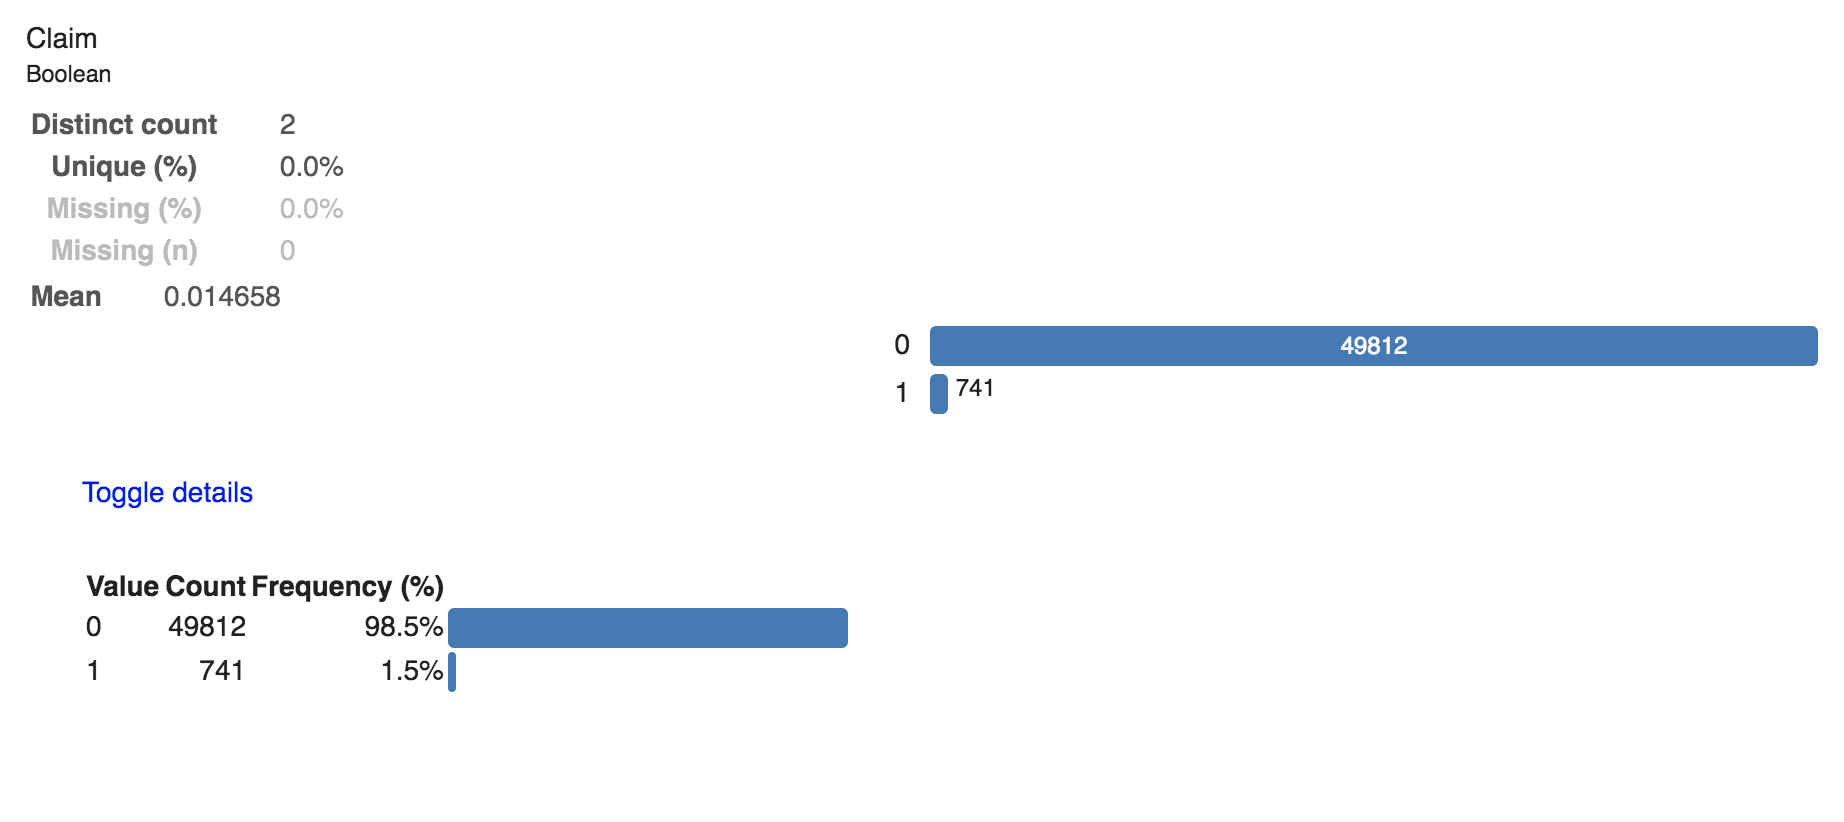 Claim
Boolean
Distinct count 2
Unique (%) 0.0%
Missing (%) 0.0%
Missing (n) 0
Mean 0.014658
0 49812
1 741
Toggle details
Value Count Frequency (%)
0 49812 98.5%
1 741 1.5%